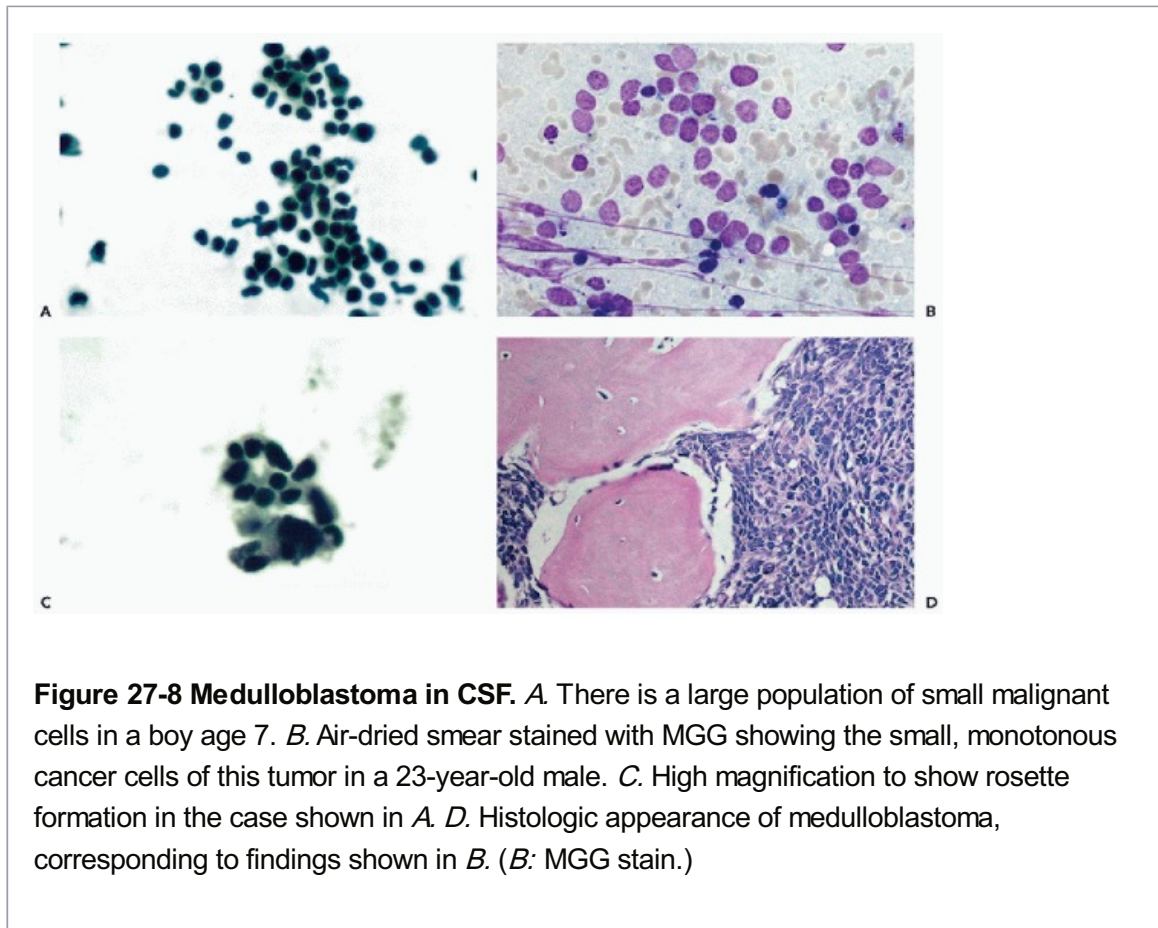 A
B
C
D
Figure 27-8 Medulloblastoma in CSF. A. There is a large population of small malignant
cells in a boy age 7. B. Air-dried smear stained with MGG showing the small, monotonous
cancer cells of this tumor in a 23-year-old male. C. High magnification to show rosette
formation in the case shown in A. D. Histologic appearance of medulloblastoma,
corresponding to findings shown in B. (B: MGG stain.)